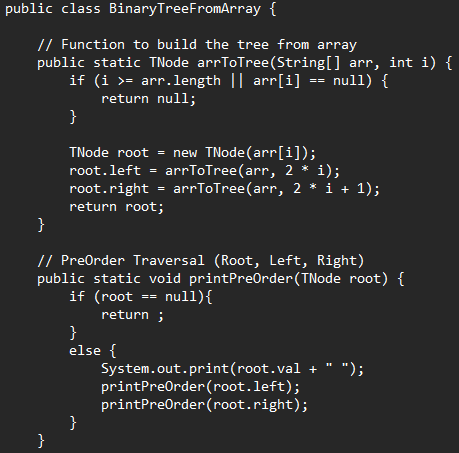 public class BinaryTreeFromArray {
// Function to build the tree from array
public static TNode arrToTree(String[] arr, int i) {
if (i >= arr.length || arr[i] == null) {
return null;
}
TNode root = new TNode(arr[i]);
root.left = arrToTree(arr, 2 * i);
root.right = arrToTree(arr, 2 * i + 1);
return root;
}
// PreOrder Traversal (Root, Left, Right)
public static void printPreOrder(TNode root) {
if (root == null){
return ;
}
else {
System.out.print(root.val + " ");
printPreOrder(root.left);
printPreOrder(root.right);
}
}